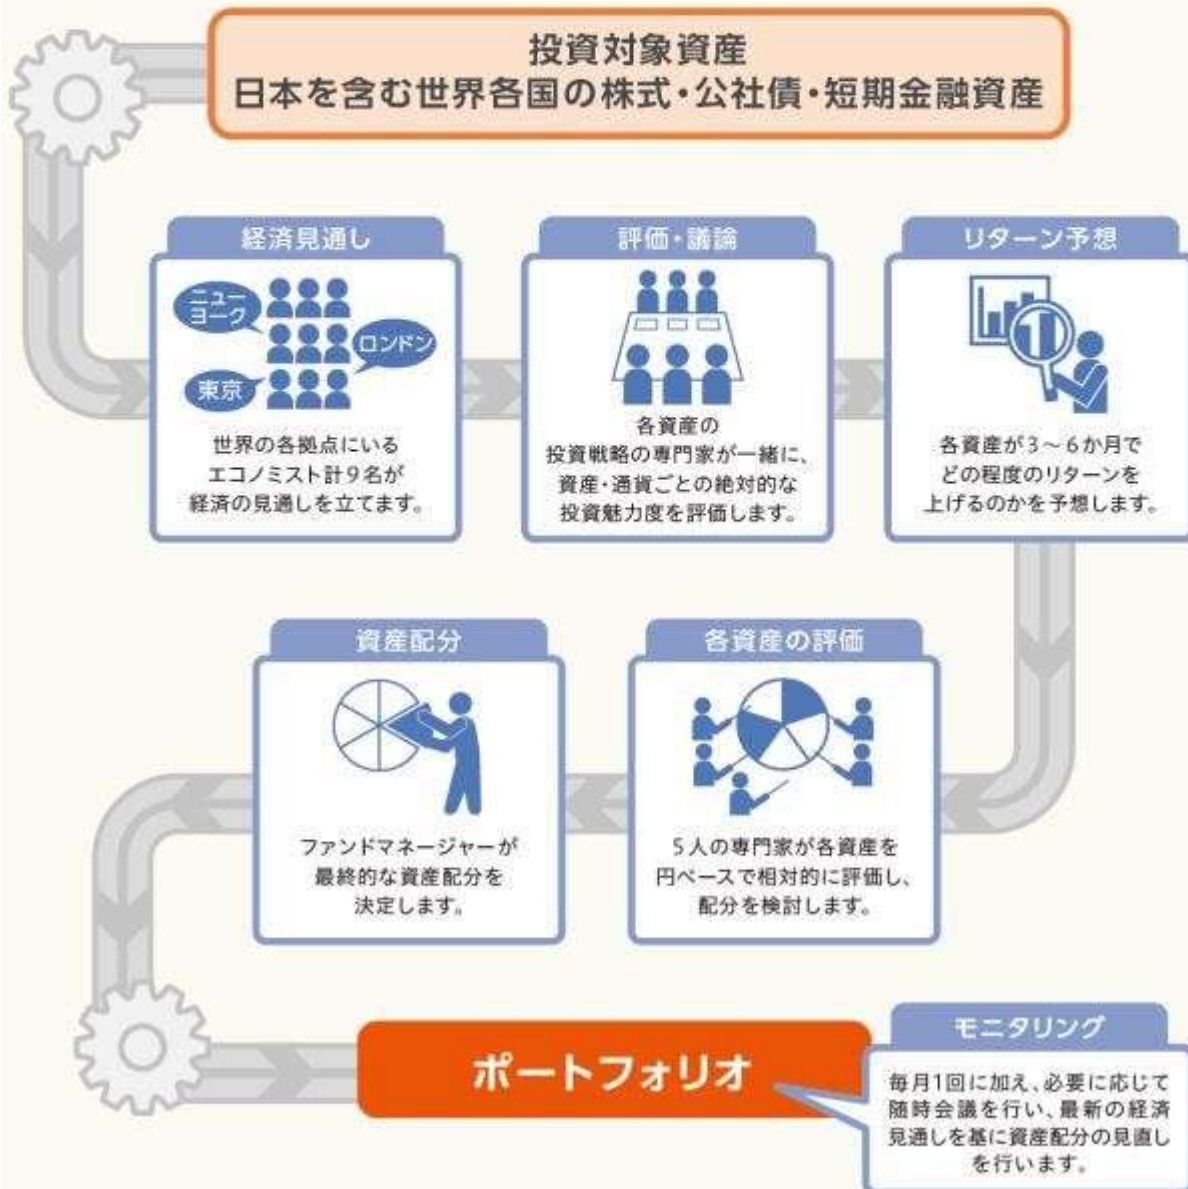 投資対象資産
日本を含む世界各国の株式・公社債・短期金融資産
経済見通し
ニュー
ヨーク
ロンドン
東京
世界の各拠点にいる
エコノミスト計9名が
経済の見通しを立てます。
評価・議論
各資産の
投資戦略の専門家が一緒に、
資産・通貨ごとの絶対的な
投資魅力度を評価します。
リターン予想
各資産が3～6か月で
どの程度のリターンを
上げるのかを予想します。
各資産の評価
5人の専門家が各資産を
円ベースで相対的に評価し、
配分を検討します。
資産配分
ファンドマネージャーが
最終的な資産配分を
決定します。
ポートフォリオ
モニタリング
毎月1回に加え、必要に応じて
随時会議を行い、最新の経済
見通しを基に資産配分の見直し
を行います。